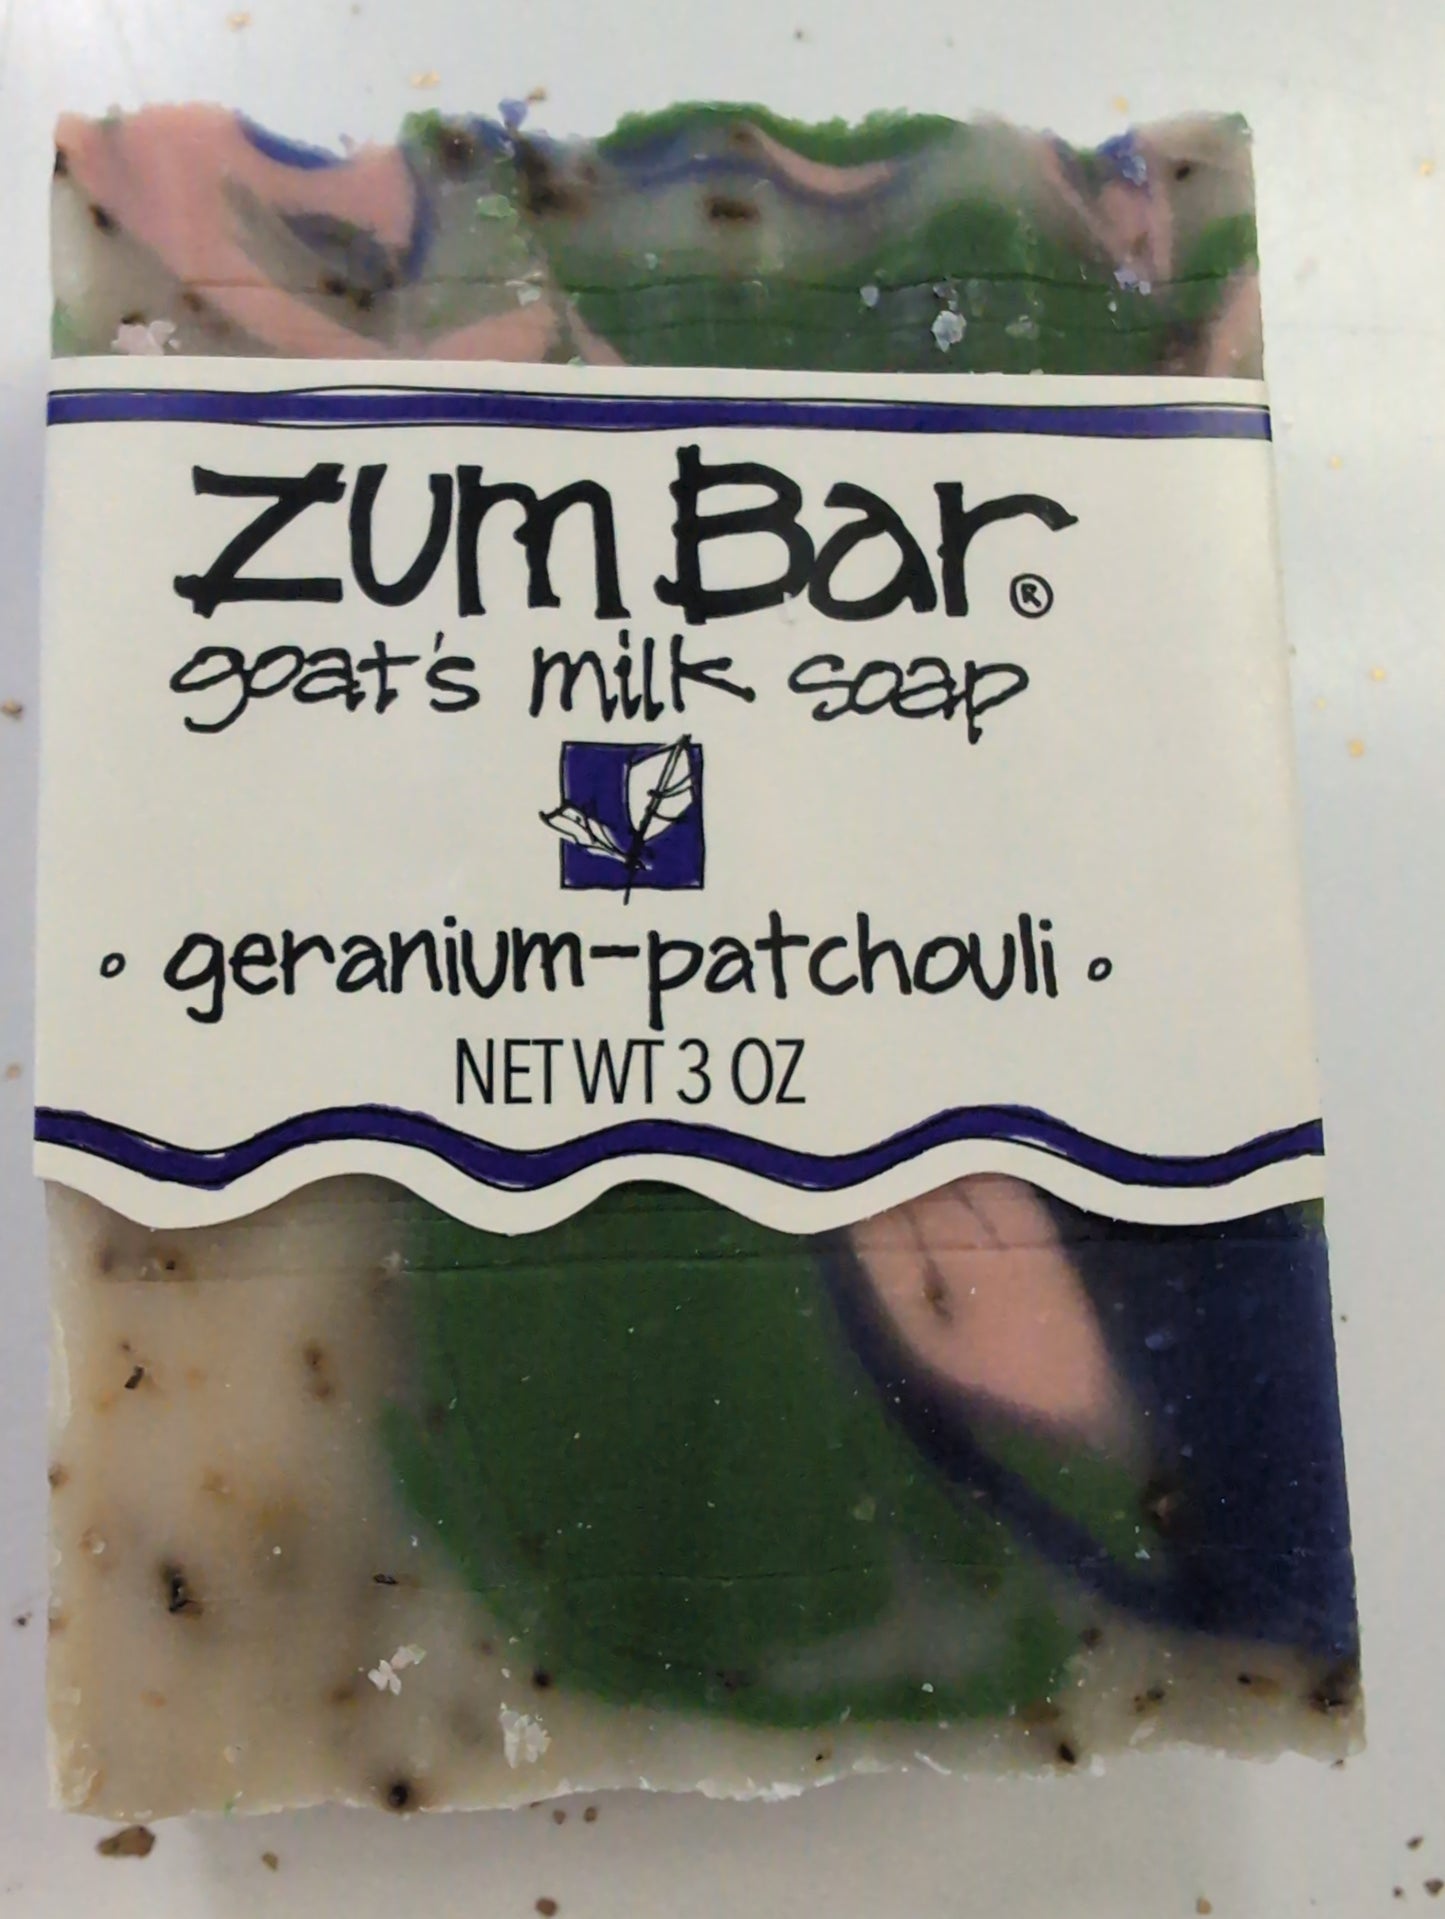 Zum Bar®
goat's milk soap
◦ geranium-patchouli ◦
NET WT 3 OZ